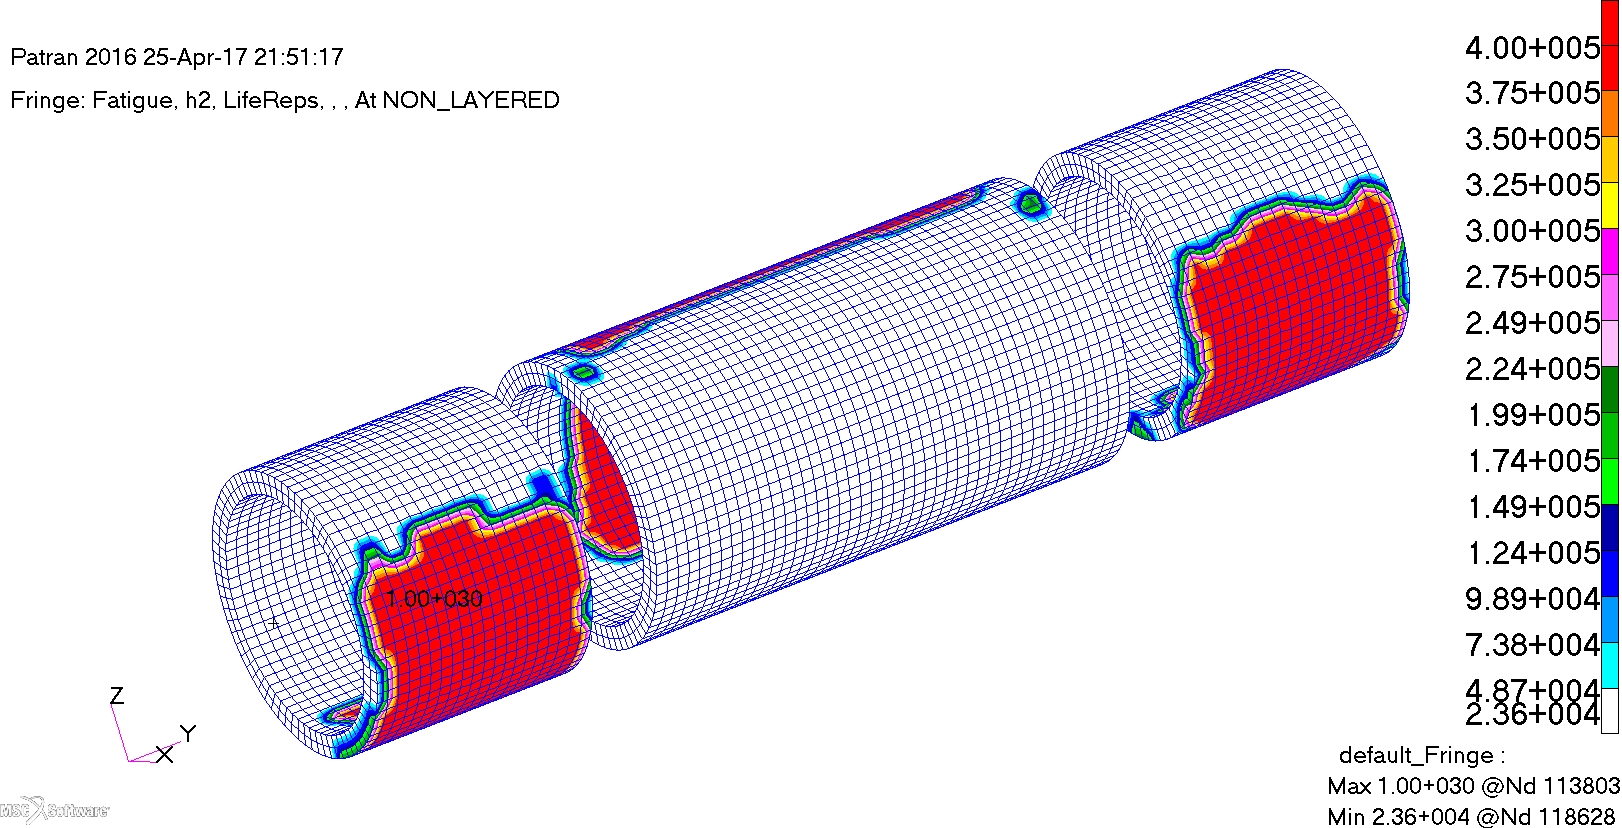 Patran 2016 25-Apr-17 21:51:17
Fringe: Fatigue, h2, LifeReps, , , At NON_LAYERED
4.00+005
3.75+005
3.50+005
3.25+005
3.00+005
2.75+005
2.49+005
2.24+005
1.99+005
1.74+005
1.49+005
1.24+005
9.89+004
7.38+004
4.87+004
2.36+004
1.00+030
Z
Y
X
default_Fringe :
Max 1.00+030 @Nd 113803
Min 2.36+004 @Nd 118628
MSC Software